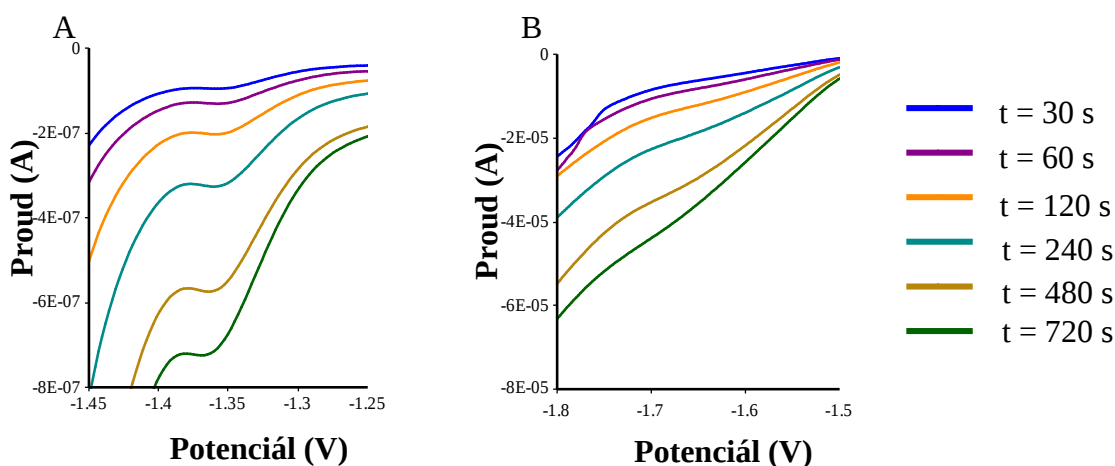 A
0
-2E-07
-4E-07
-6E-07
-8E-07
-1.45
-1.4
-1.35
-1.3
-1.25
Proud (A)
Potenciál (V)
B
0
-2E-05
-4E-05
-6E-05
-8E-05
-1.8
-1.7
-1.6
-1.5
Proud (A)
Potenciál (V)
t = 30 s
t = 60 s
t = 120 s
t = 240 s
t = 480 s
t = 720 s